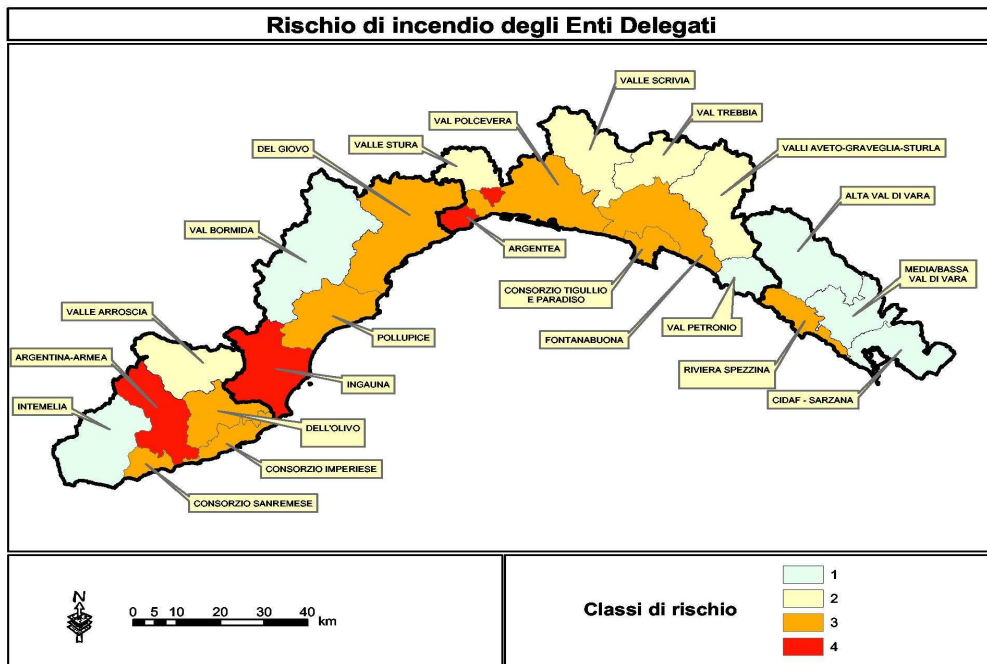 Rischio di incendio degli Enti Delegati
VALLE SCRIVIA
VAL TREBBIA
VAL POLCEVERA
VALLE STURA
DEL GIOVO
VALLI AVETO-GRAVEGLIA-STURLA
ALTA VAL DI VARA
VAL BORMIDA
ARGENTEA
MEDIA/BASSA
VAL DI VARA
CONSORZIO TIGULLIO
E PARADISO
VALLE ARROSCIA
POLLUPICE
FONTANABUONA
VAL PETRONIO
ARGENTINA-ARMEA
INGAUNA
RIVIERA SPEZZINA
INTEMELIA
CIDAF - SARZANA
DELL'OLIVO
CONSORZIO IMPERIESE
CONSORZIO SANREMESE
N
0 5 10 20 30 40
km
Classi di rischio
1
2
3
4